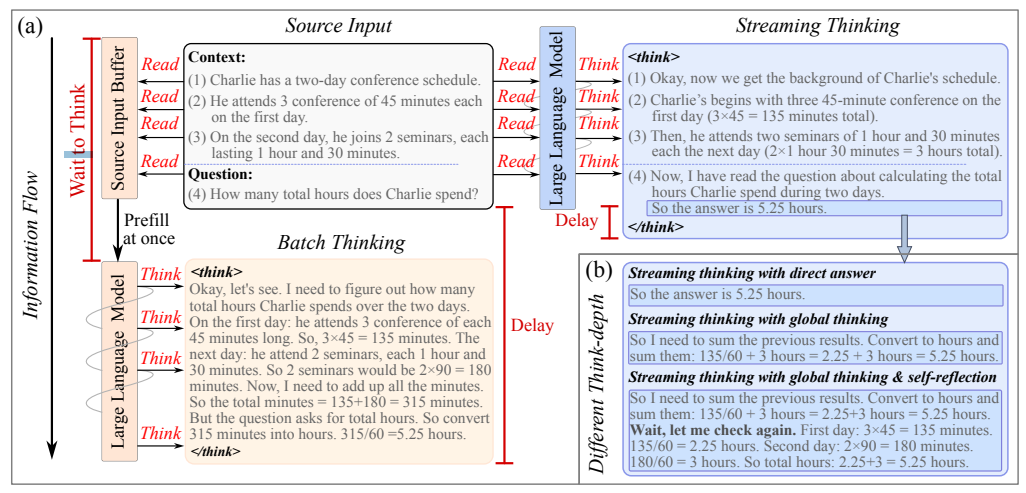 (a)
Source Input
Streaming Thinking
Information Flow
Wait to Think
Source Input Buffer
Read
Read
Read
Read
Context:
(1) Charlie has a two-day conference schedule.
(2) He attends 3 conference of 45 minutes each
on the first day.
(3) On the second day, he joins 2 seminars, each
lasting 1 hour and 30 minutes.
Question:
(4) How many total hours does Charlie spend?
Read
Read
Read
Read
Large Language Model
Think
Think
Think
Think
<think>
(1) Okay, now we get the background of Charlie's schedule.
(2) Charlie's begins with three 45-minute conference on the
first day (3×45 = 135 minutes total).
(3) Then, he attends two seminars of 1 hour and 30 minutes
each the next day (2×1 hour 30 minutes = 3 hours total).
(4) Now, I have read the question about calculating the total
hours Charlie spend during two days.
So the answer is 5.25 hours.
</think>
Delay
Prefill
at once
Batch Thinking
Large Language Model
Think
Think
Think
Think
<think>
Okay, let's see. I need to figure out how many
total hours Charlie spends over the two days.
On the first day: he attends 3 conference of each
45 minutes long. So, 3×45 = 135 minutes. The
next day: he attend 2 seminars, each 1 hour and
30 minutes. So 2 seminars would be 2×90 = 180
minutes. Now, I need to add up all the minutes.
So the total minutes = 135+180 = 315 minutes.
But the question asks for total hours. So convert
315 minutes into hours. 315/60 =5.25 hours.
</think>
Delay
(b)
Different Think-depth
Streaming thinking with direct answer
So the answer is 5.25 hours.
Streaming thinking with global thinking
So I need to sum the previous results. Convert to hours and
sum them: 135/60 + 3 hours = 2.25 + 3 hours = 5.25 hours.
Streaming thinking with global thinking & self-reflection
So I need to sum the previous results. Convert to hours and
sum them: 135/60 + 3 hours = 2.25+3 hours = 5.25 hours.
Wait, let me check again. First day: 3×45 = 135 minutes.
135/60 = 2.25 hours. Second day: 2×90 = 180 minutes.
180/60 = 3 hours. So total hours: 2.25+3 = 5.25 hours.